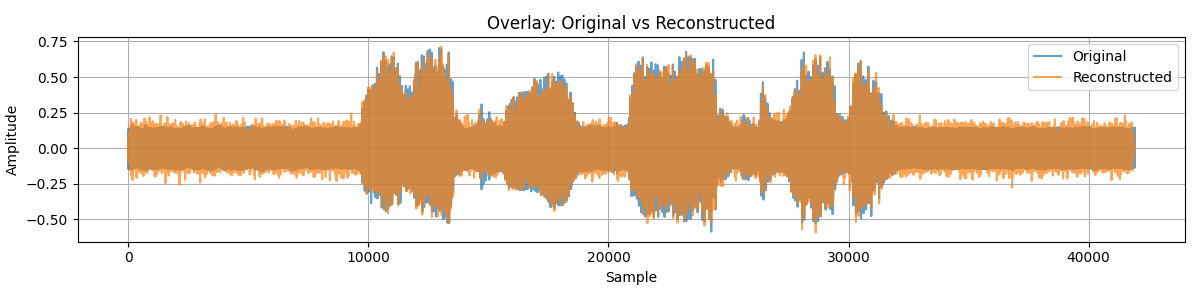 Overlay: Original vs Reconstructed
Original
Reconstructed
Amplitude
0.75
0.50
0.25
0.00
−0.25
−0.50
0
10000
20000
30000
40000
Sample